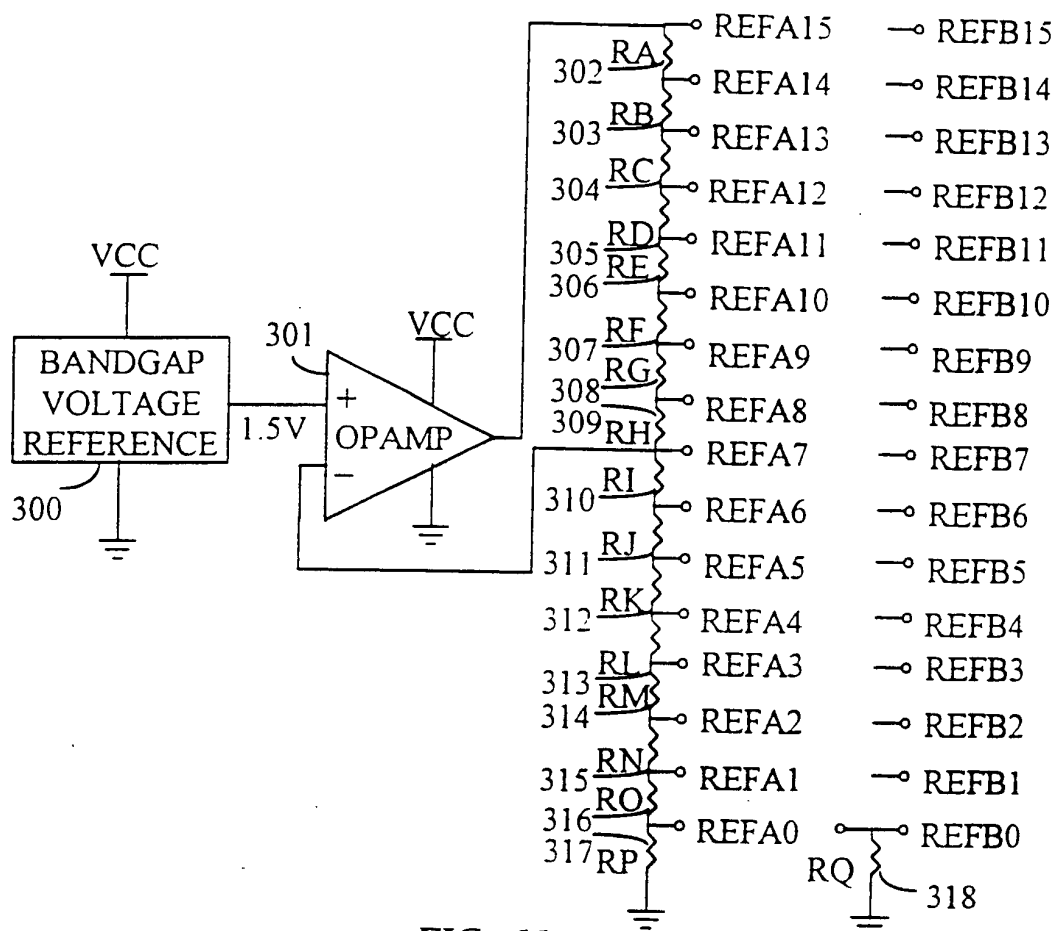 REFA15 REFB15
RA
302 REFA14 REFB14
RB
303 REFA13 REFB13
RC
304 REFA12 REFB12
RD
305 REFA11 REFB11
RE
306 REFA10 REFB10
VCC
301 VCC
RF
307 REFA9 REFB9
BANDGAP
VOLTAGE
REFERENCE
1.5V
+
OPAMP
−
RG
308 REFA8 REFB8
309
RH REFA7 REFB7
300
RI
310 REFA6 REFB6
RJ
311 REFA5 REFB5
RK
312 REFA4 REFB4
RL
313 REFA3 REFB3
RM
314 REFA2 REFB2
RN
315 REFA1 REFB1
RO
316 REFA0 REFB0
317
RP
RQ
318